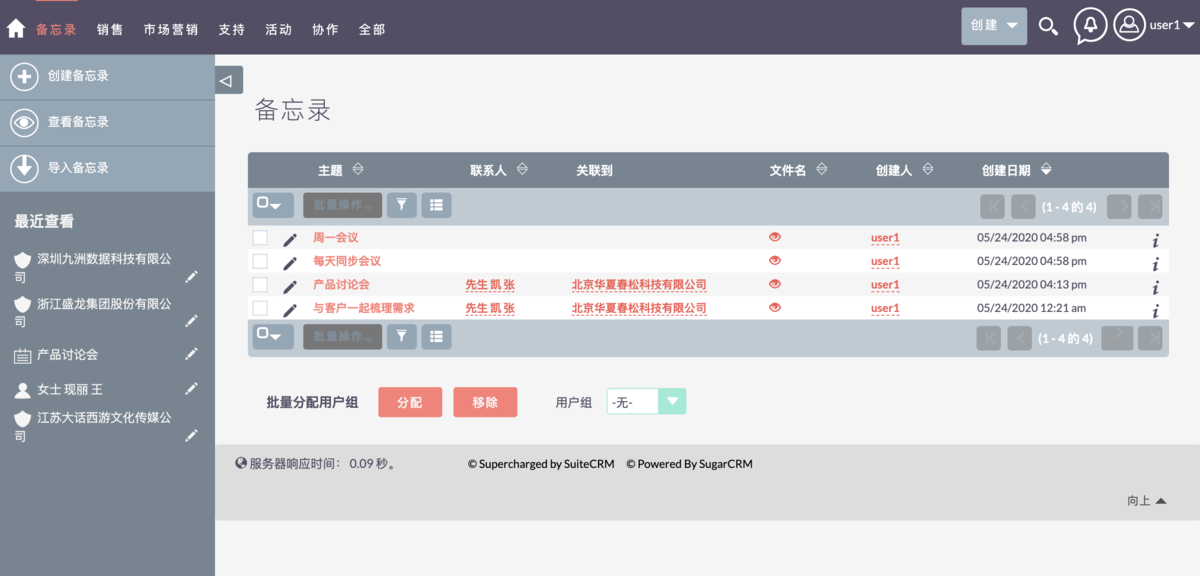 备忘录 销售 市场营销 支持 活动 协作 全部 创建 user1
创建备忘录
查看备忘录
导入备忘录
最近查看
深圳九洲数据科技有限公
司
浙江盛龙集团股份有限公
司
产品讨论会
女士 现丽 王
江苏大话西游文化传媒公
司
备忘录
主题 联系人 关联到 文件名 创建人 创建日期
批量操作 (1 - 4 的 4)
周一会议 user1 05/24/2020 04:58 pm
每天同步会议 user1 05/24/2020 04:58 pm
产品讨论会 先生 凯 张 北京华夏春松科技有限公司 user1 05/24/2020 04:13 pm
与客户一起梳理需求 先生 凯 张 北京华夏春松科技有限公司 user1 05/24/2020 12:21 am
批量操作 (1 - 4 的 4)
批量分配用户组 分配 移除 用户组 -无-
服务器响应时间： 0.09 秒。 © Supercharged by SuiteCRM © Powered By SugarCRM
向上